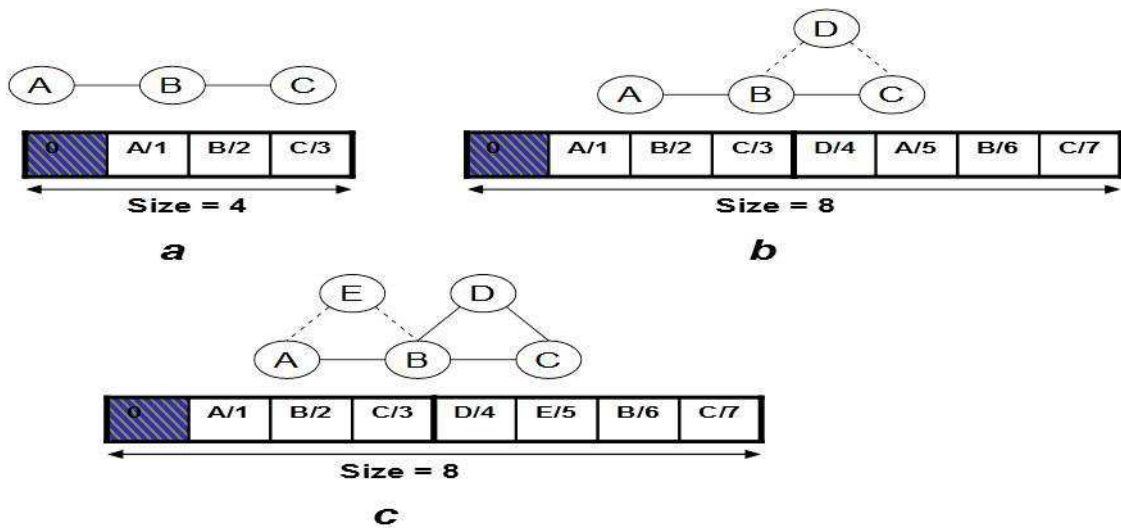 D
A B C
A B C
0 A/1 B/2 C/3
0 A/1 B/2 C/3 D/4 A/5 B/6 C/7
Size = 4
Size = 8
a
b
E D
A B C
0 A/1 B/2 C/3 D/4 E/5 B/6 C/7
Size = 8
c